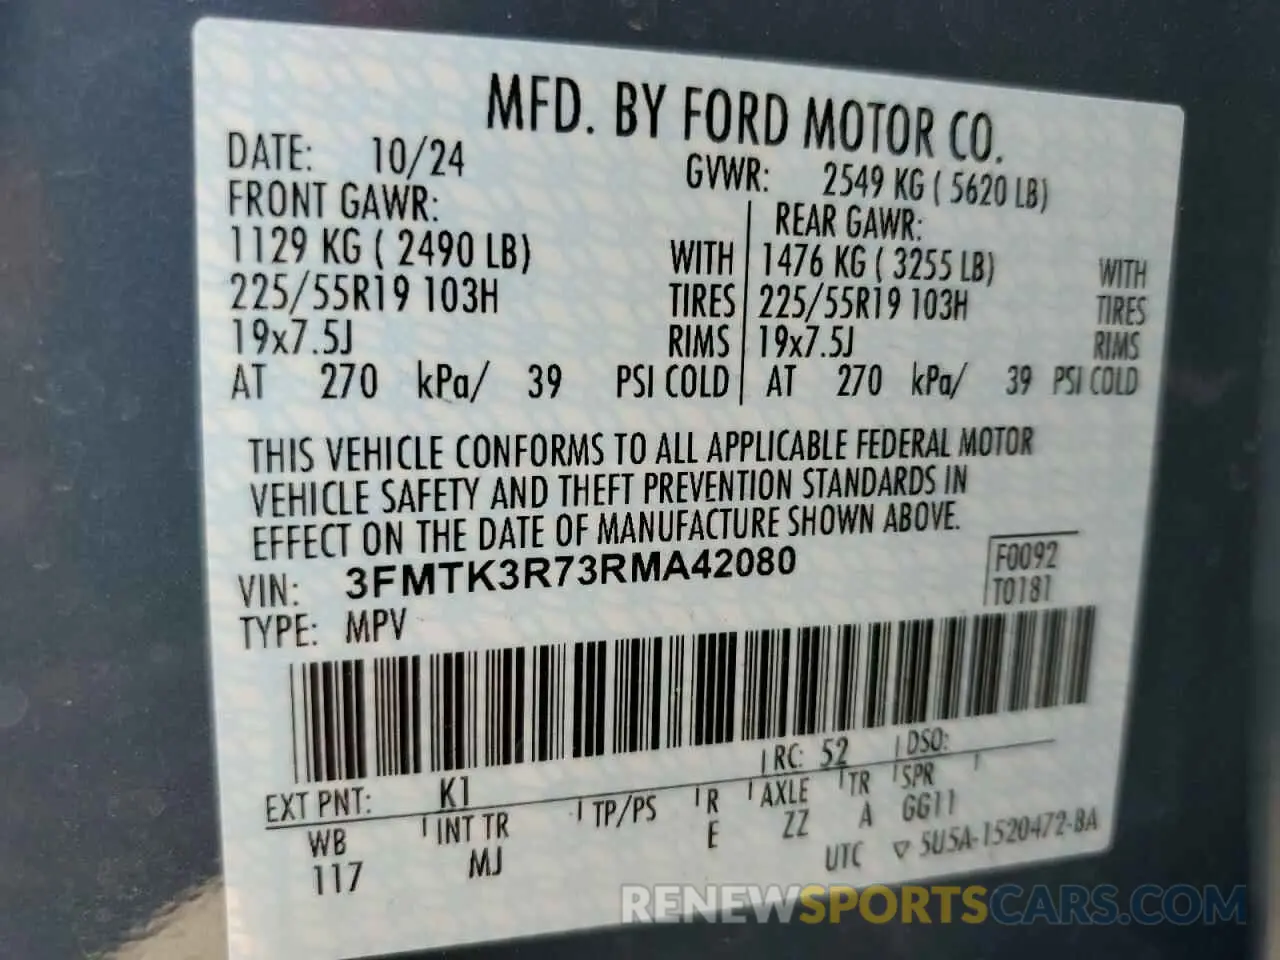 MFD. BY FORD MOTOR CO.
DATE: 10/24 GVWR: 2549 KG ( 5620 LB)
FRONT GAWR: REAR GAWR:
1129 KG ( 2490 LB) WITH 1476 KG ( 3255 LB) WITH
225/55R19 103H TIRES 225/55R19 103H TIRES
19x7.5J RIMS 19x7.5J RIMS
AT 270 kPa/ 39 PSI COLD AT 270 kPa/ 39 PSI COLD
THIS VEHICLE CONFORMS TO ALL APPLICABLE FEDERAL MOTOR
VEHICLE SAFETY AND THEFT PREVENTION STANDARDS IN
EFFECT ON THE DATE OF MANUFACTURE SHOWN ABOVE.
VIN: 3FMTK3R73RMA42080 F0092
TYPE: MPV T0181
EXT PNT: K1 RC: 52 DSO:
WB INT TR TP/PS R AXLE TR SPR
117 MJ E ZZ A GG11
UTC ▽ 5U5A-1520472-BA
RENEWSPORTSCARS.COM